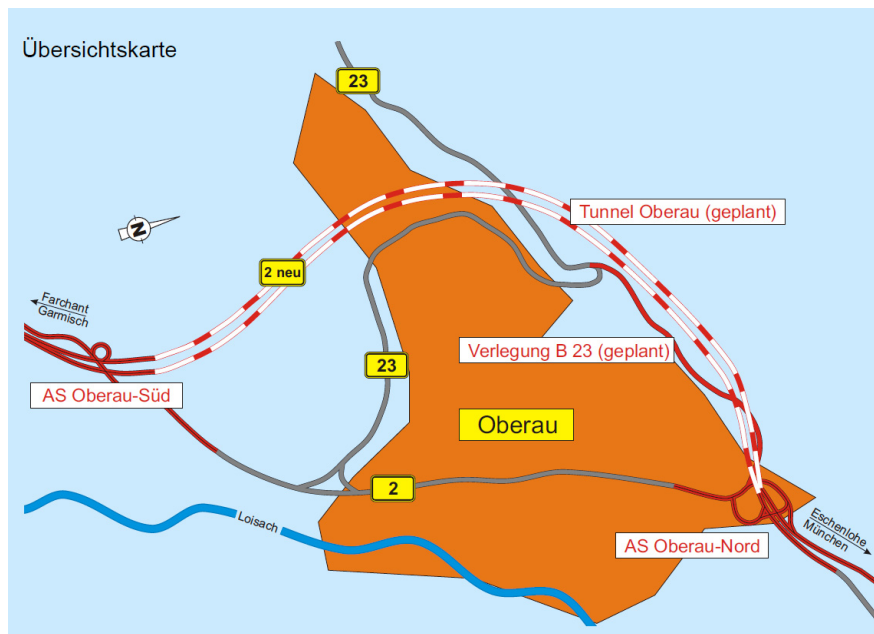 Übersichtskarte
23
Tunnel Oberau (geplant)
N
2 neu
Farchant
Garmisch
Verlegung B 23 (geplant)
23
AS Oberau-Süd
Oberau
2
Loisach
AS Oberau-Nord
Eschenlohe
München